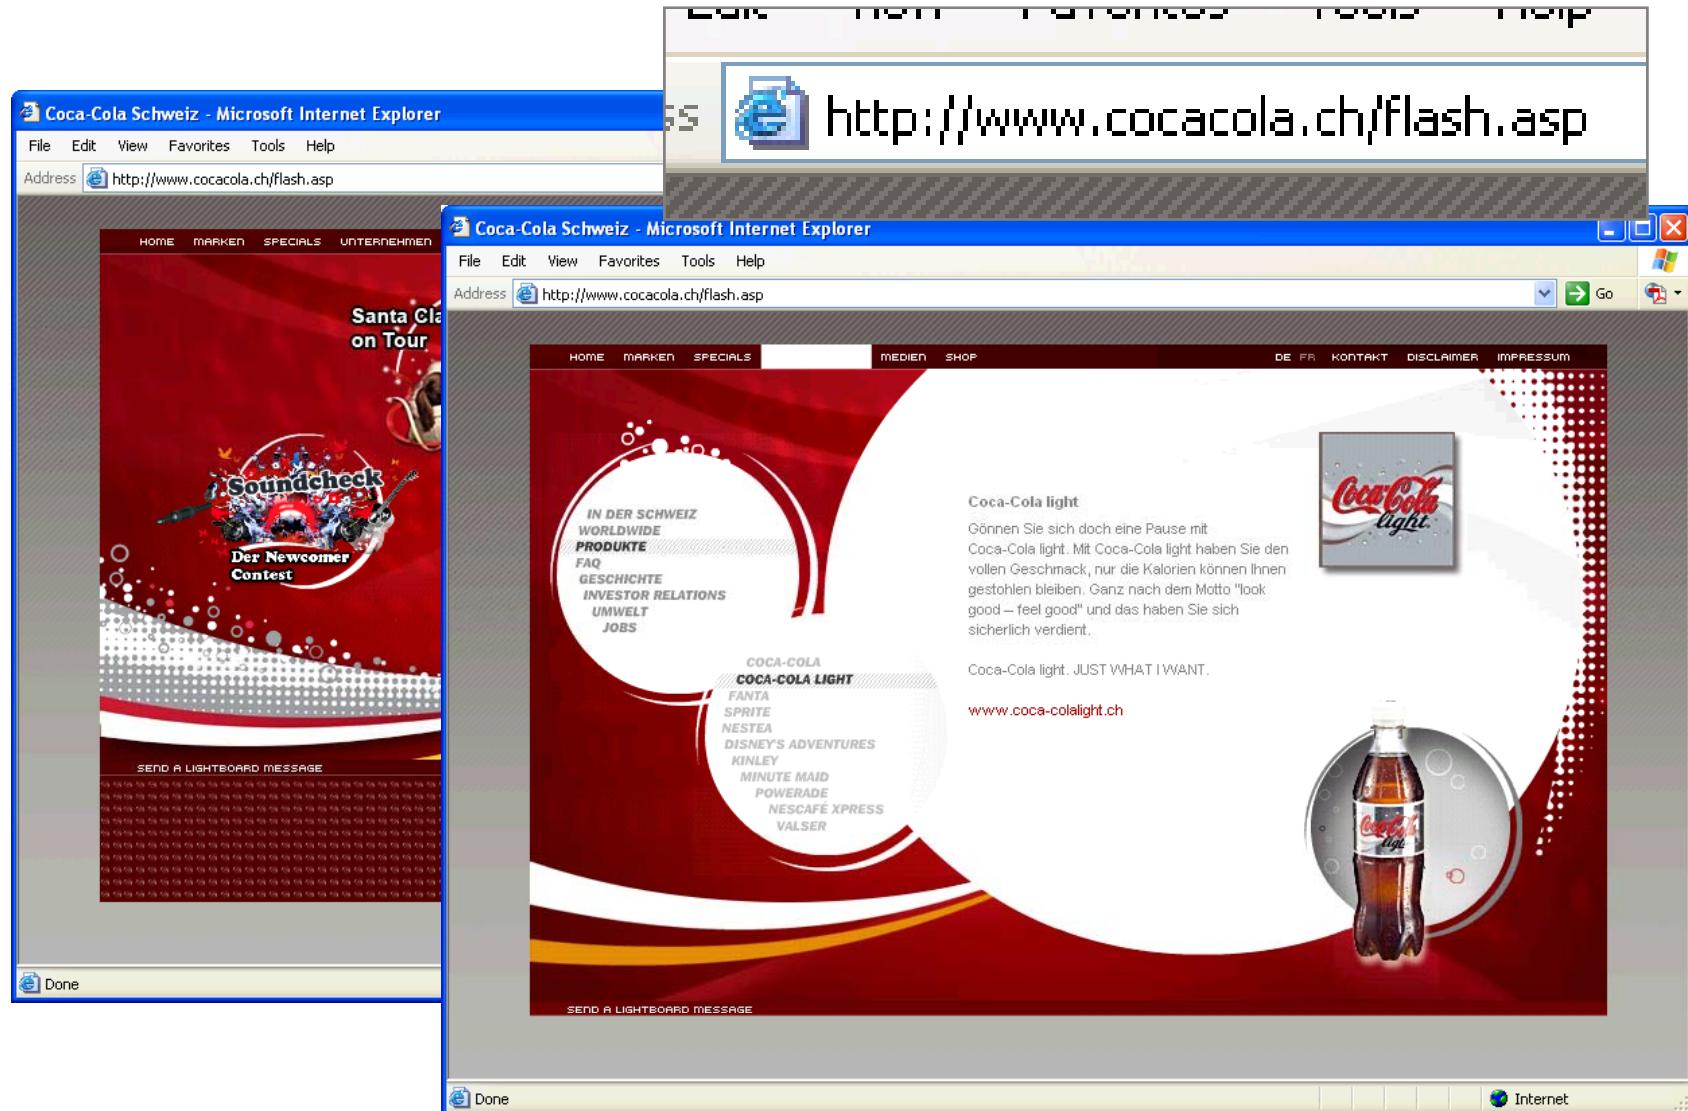 http://www.cocacola.ch/flash.asp
Coca-Cola Schweiz - Microsoft Internet Explorer
File Edit View Favorites Tools Help
Address http://www.cocacola.ch/flash.asp
HOME MARKEN SPECIALS UNTERNEHMEN
Santa Cla
on Tour
Soundcheck
Der Newcomer
Contest
SEND A LIGHTBOARD MESSAGE
Done
Coca-Cola Schweiz - Microsoft Internet Explorer
File Edit View Favorites Tools Help
Address http://www.cocacola.ch/flash.asp Go
HOME MARKEN SPECIALS MEDIEN SHOP DE FR KONTAKT DISCLAIMER IMPRESSUM
IN DER SCHWEIZ
WORLDWIDE
PRODUKTE
FAQ
GESCHICHTE
INVESTOR RELATIONS
UMWELT
JOBS
COCA-COLA
COCA-COLA LIGHT
FANTA
SPRITE
NESTEA
DISNEY'S ADVENTURES
KINLEY
MINUTE MAID
POWERADE
NESCAFÉ XPRESS
VALSER
Coca-Cola light
Gönnen Sie sich doch eine Pause mit
Coca-Cola light. Mit Coca-Cola light haben Sie den
vollen Geschmack, nur die Kalorien können Ihnen
gestohlen bleiben. Ganz nach dem Motto "look
good – feel good" und das haben Sie sich
sicherlich verdient.
Coca-Cola light. JUST WHAT I WANT.
www.coca-colalight.ch
Coca-Cola
light
Coca-Cola
light
SEND A LIGHTBOARD MESSAGE
Done Internet